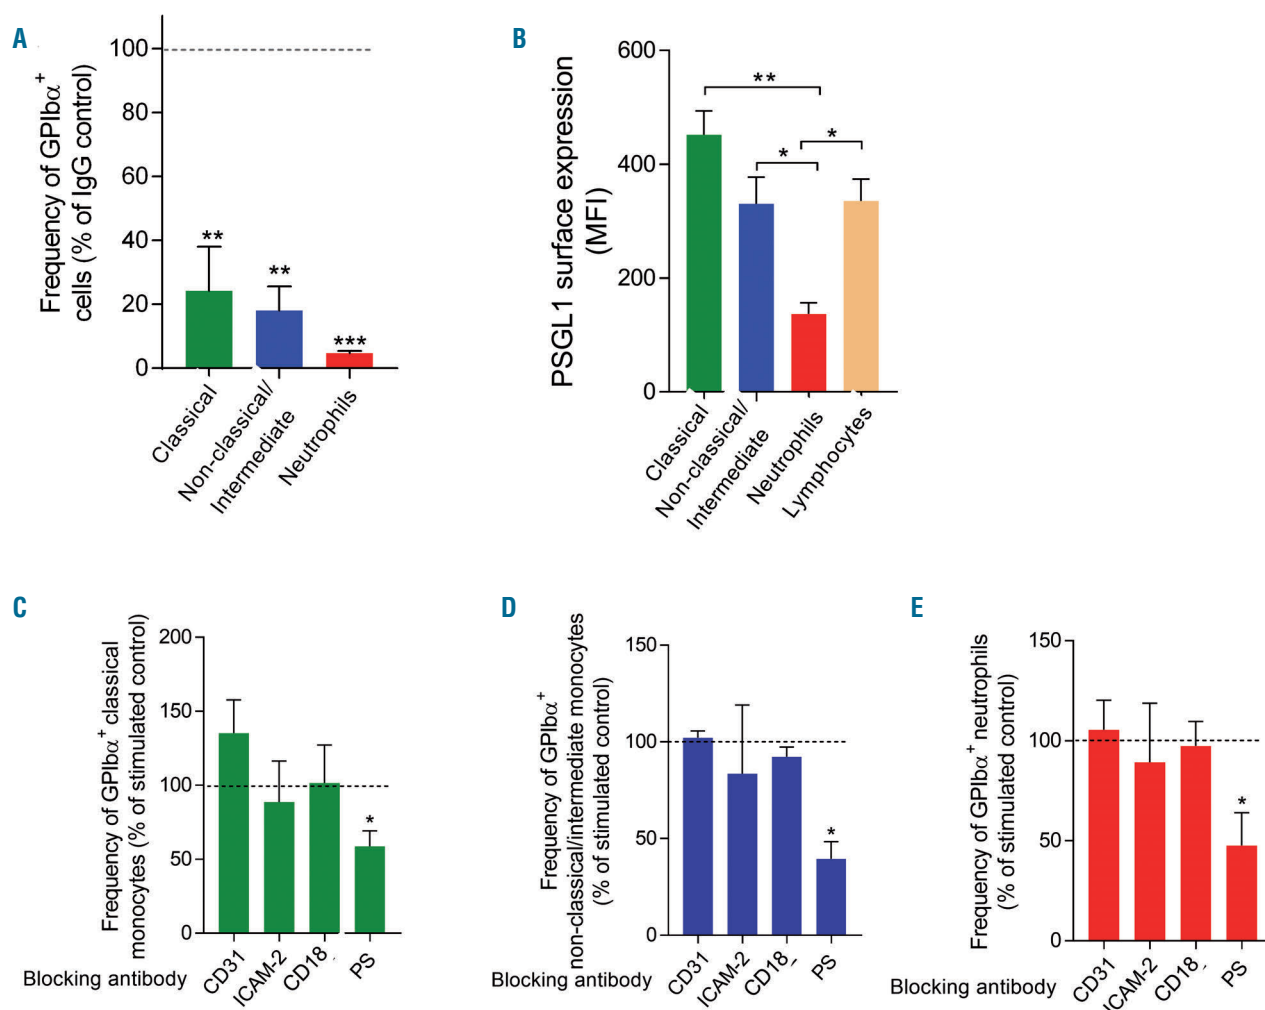 A
Frequency of GPIbα+
cells (% of IgG control)
100
80
60
40
20
0
**
**
***
Classical
Non-classical/
Intermediate
Neutrophils
B
PSGL1 surface expression
(MFI)
600
400
200
0
**
*
*
Classical
Non-classical/
Intermediate
Neutrophils
Lymphocytes
C
Frequency of GPIbα+ classical
monocytes (% of stimulated control)
200
150
100
50
0
*
Blocking antibody
CD31
ICAM-2
CD18
PS
D
Frequency of GPIbα+
non-classical/intermediate monocytes
(% of stimulated control)
150
100
50
0
*
Blocking antibody
CD31
ICAM-2
CD18
PS
E
Frequency of GPIbα+ neutrophils
(% of stimulated control)
150
100
50
0
*
Blocking antibody
CD31
ICAM-2
CD18
PS